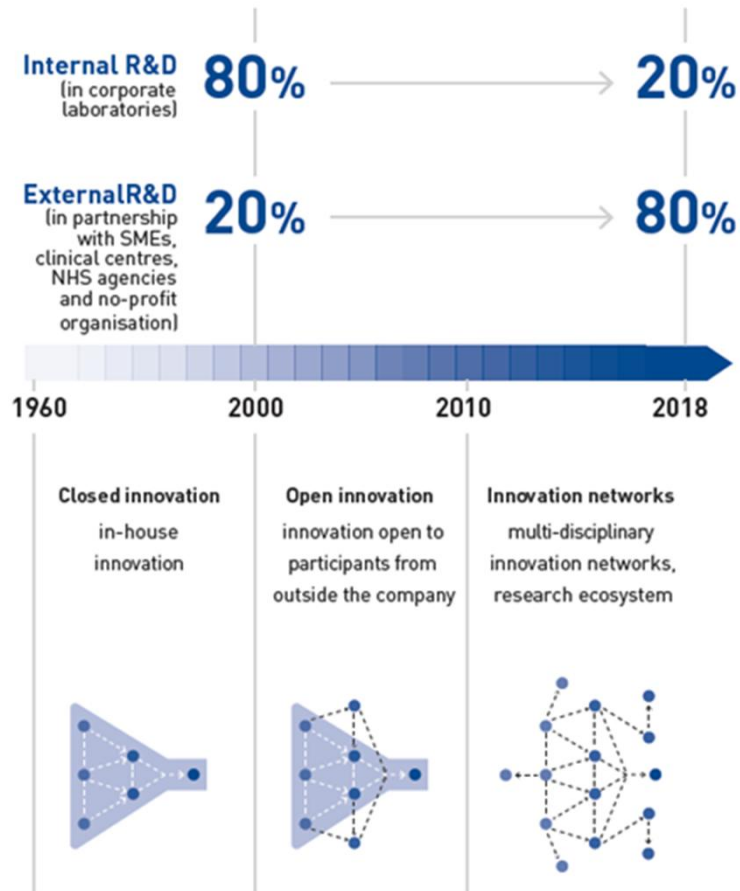 Internal R&D
(in corporate
laboratories)
80%
20%
ExternalR&D
(in partnership
with SMEs,
clinical centres,
NHS agencies
and no-profit
organisation)
20%
80%
1960
2000
2010
2018
Closed innovation
in-house
innovation
Open innovation
innovation open to
participants from
outside the company
Innovation networks
multi-disciplinary
innovation networks,
research ecosystem